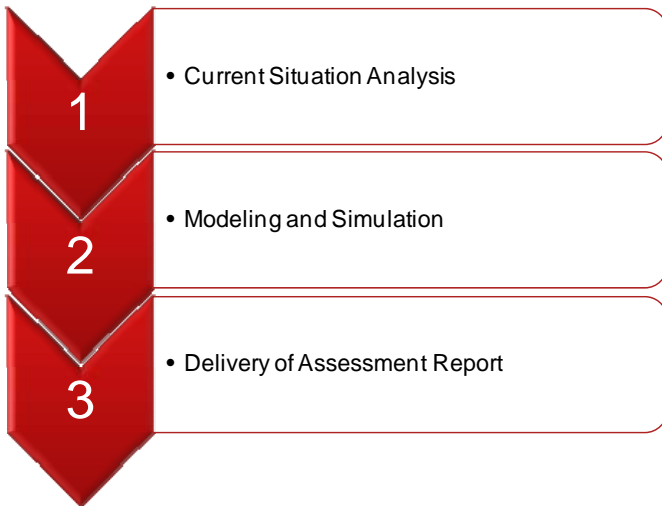 1
• Current Situation Analysis
2
• Modeling and Simulation
3
• Delivery of Assessment Report